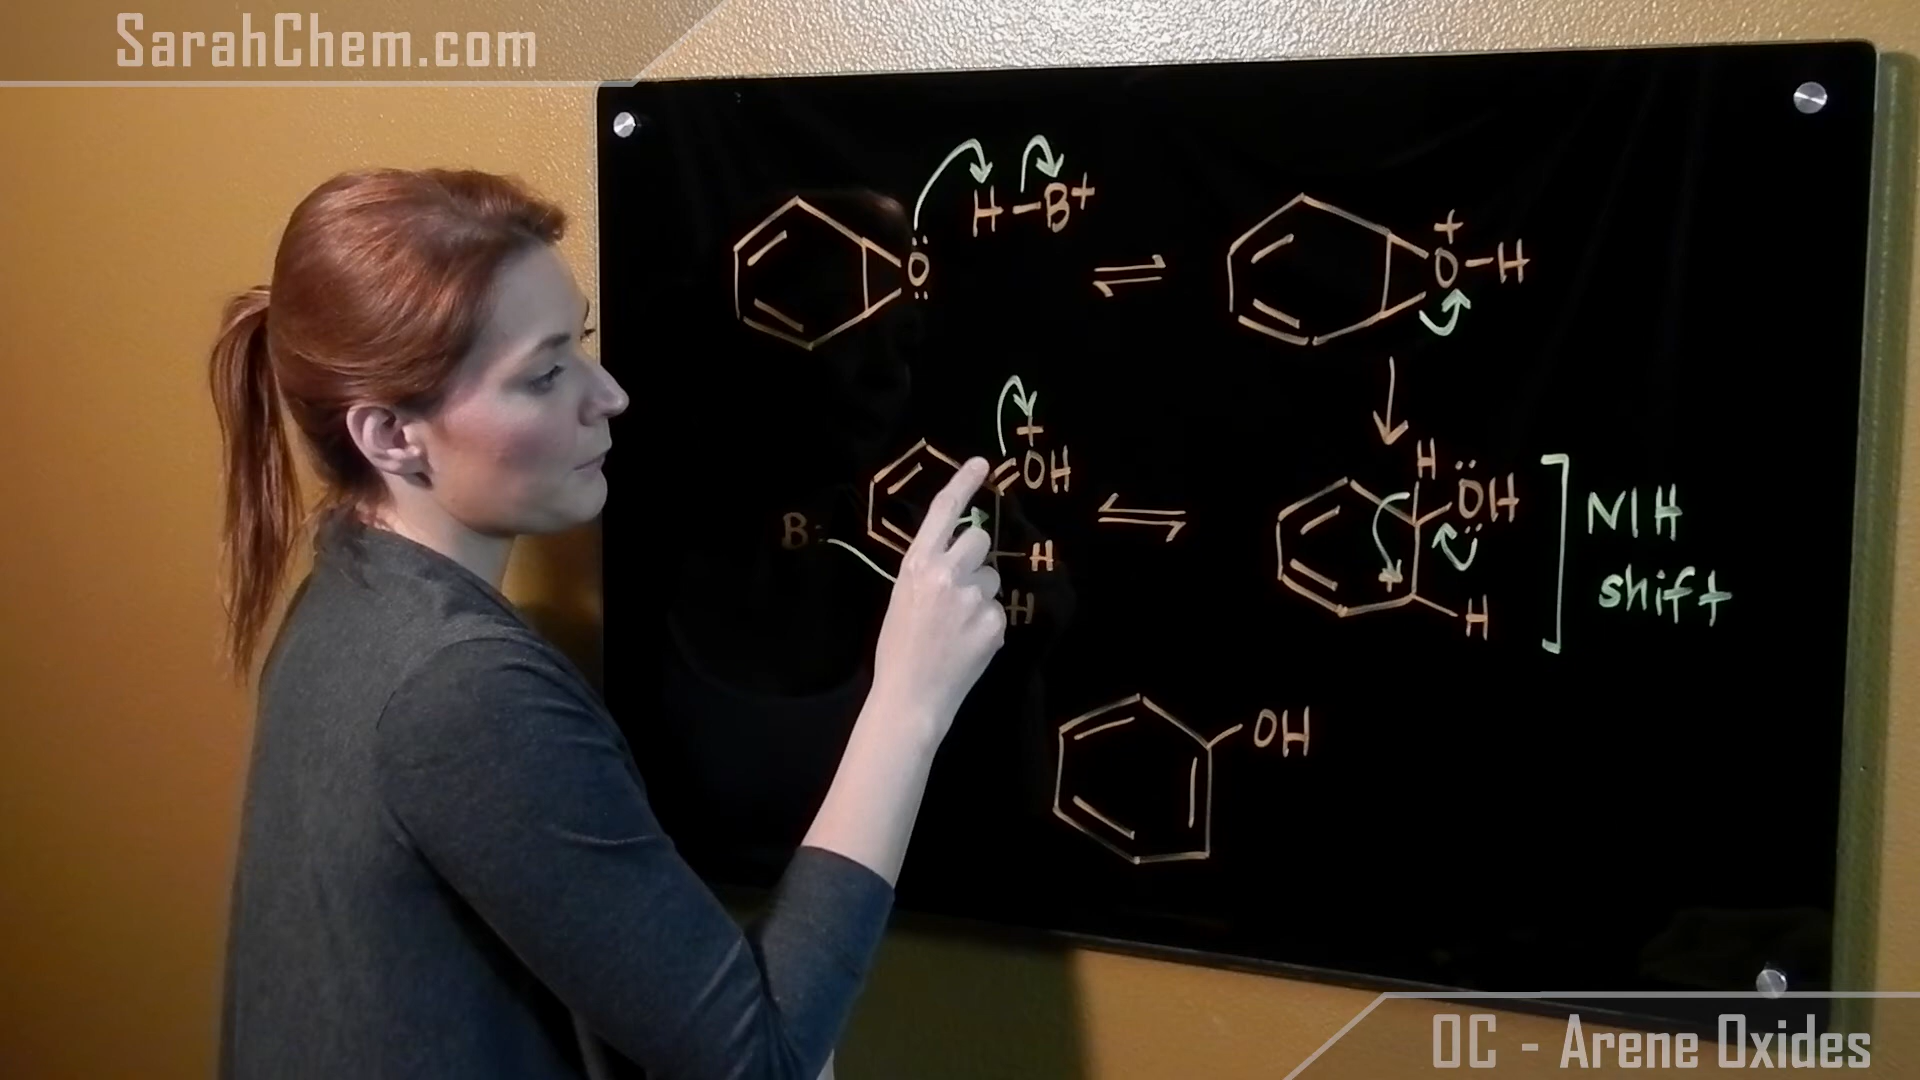 SarahChem.com
H-B+
O
+
O-H
+
OH
B:
H
H
H
OH
+
H
NIH
shift
OH
OC - Arene Oxides